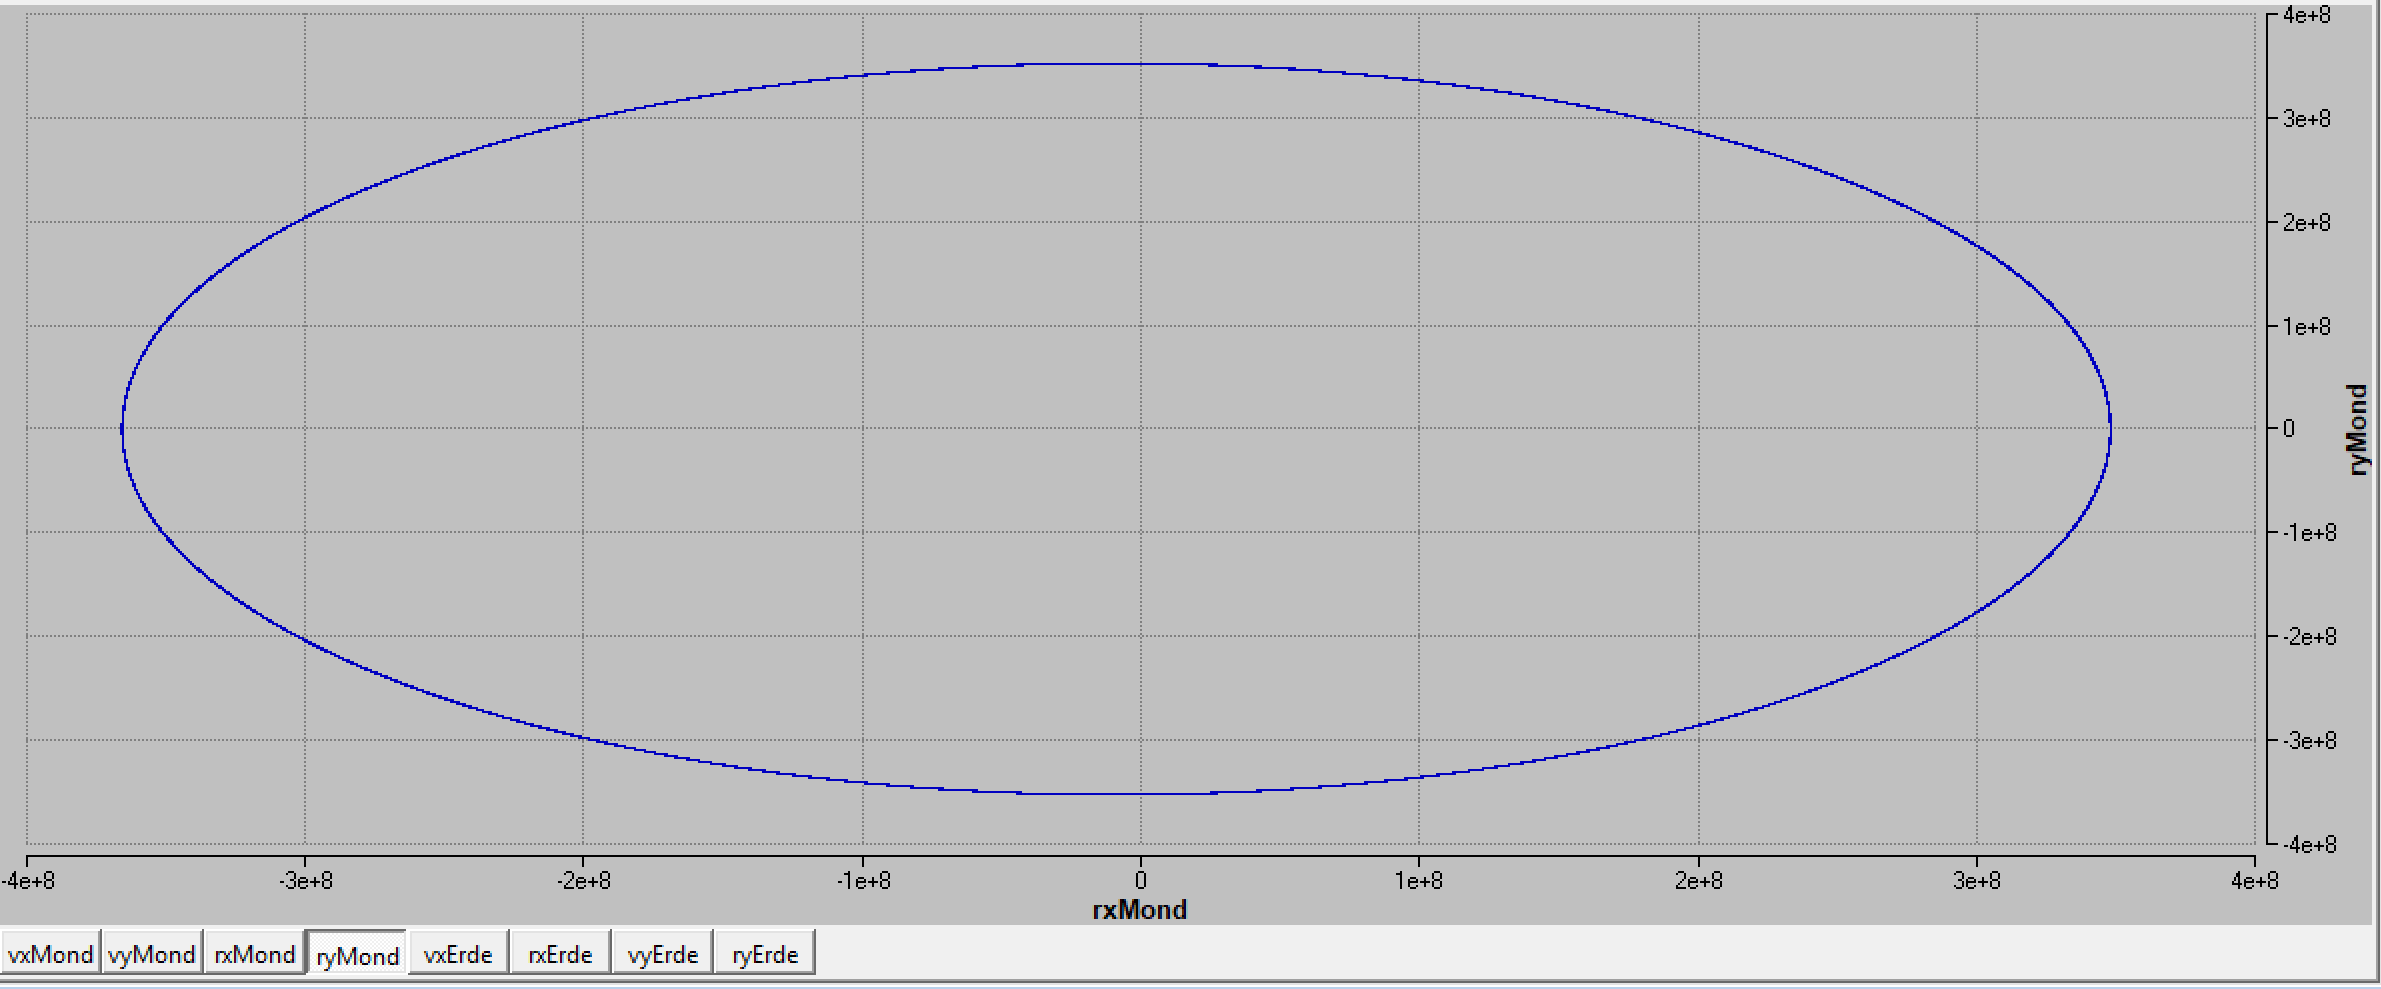 4e+8
3e+8
2e+8
1e+8
0
-1e+8
-2e+8
-3e+8
-4e+8
ryMond
-4e+8 -3e+8 -2e+8 -1e+8 0 1e+8 2e+8 3e+8 4e+8
rxMond
vxMond vyMond rxMond ryMond vxErde rxErde vyErde ryErde